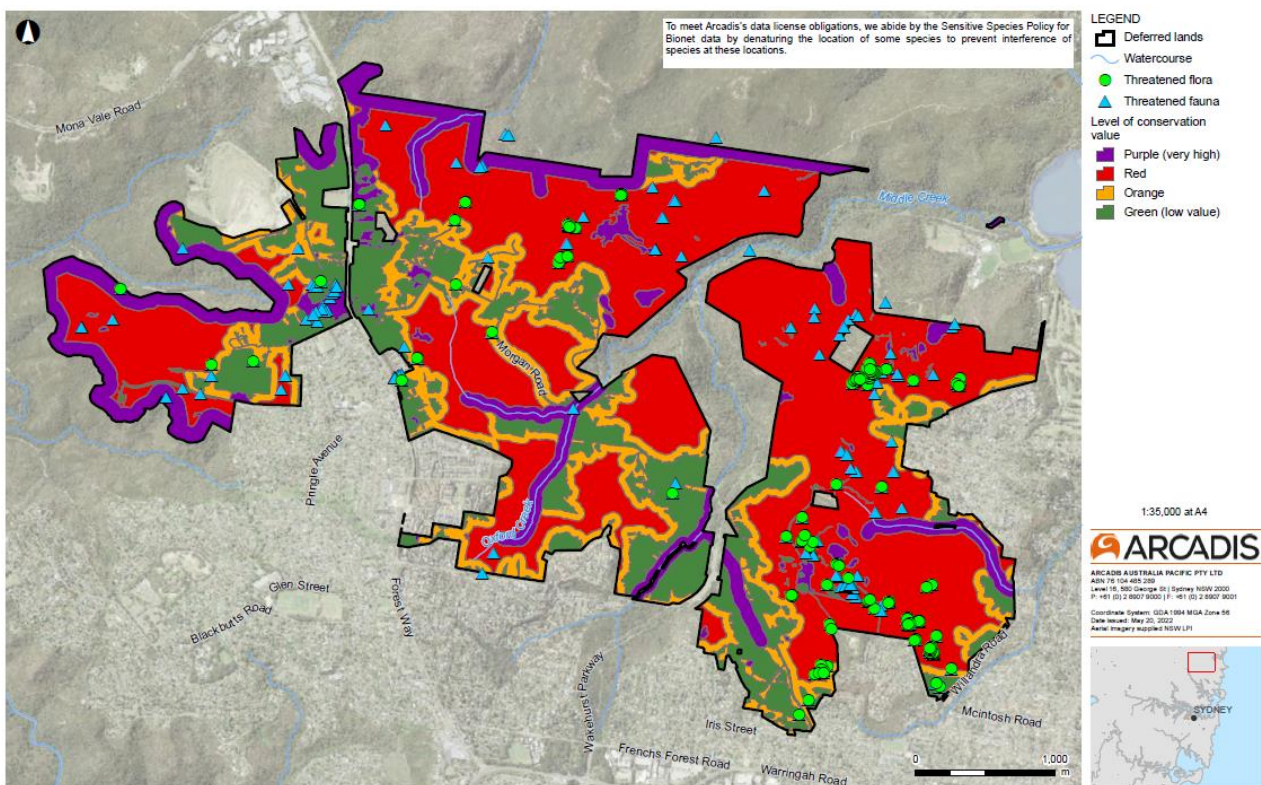 To meet Arcadis's data license obligations, we abide by the Sensitive Species Policy for
Bionet data by denaturing the location of some species to prevent interference of
species at these locations.
Mona Vale Road
Middle Creek
Morgan Road
Pringle Avenue
Oxford Creek
Glen Street
Blackbutts Road
Forest Way
Wakehurst Parkway
Iris Street
Frenchs Forest Road
Warringah Road
Willandra Road
Mcintosh Road
0 1,000
m
LEGEND
Deferred lands
Watercourse
Threatened flora
Threatened fauna
Level of conservation
value
Purple (very high)
Red
Orange
Green (low value)
1:35,000 at A4
ARCADIS
ARCADIS AUSTRALIA PACIFIC PTY LTD
ABN 76 104 485 289
Level 16, 580 George St | Sydney NSW 2000
P: +61 (0) 2 8907 9000 | F: +61 (0) 2 8907 9001
Coordinate System: GDA 1994 MGA Zone 56
Date issued: May 20, 2022
Aerial imagery supplied NSW LPI
SYDNEY